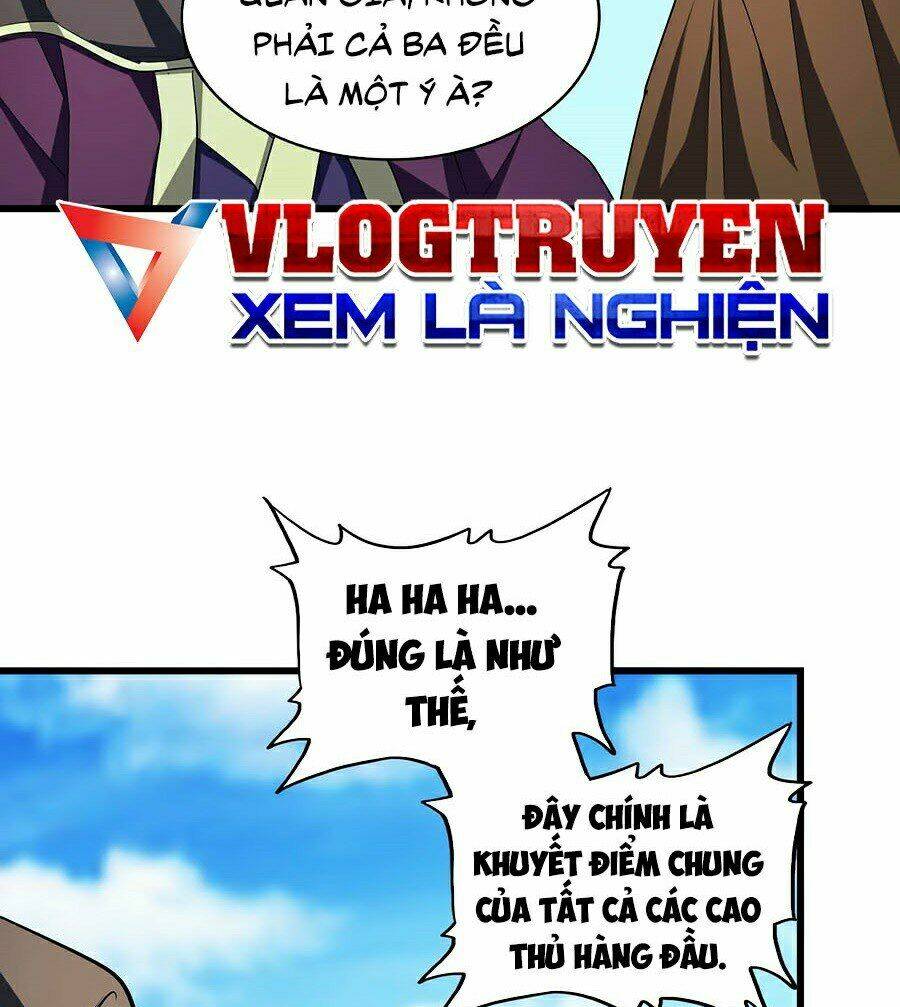 PHẢI CẢ BA ĐỀU
LÀ MỘT Ý À?
VLOGTRUYEN
XEM LÀ NGHIỆN
HA HA HA...
ĐÚNG LÀ NHƯ
THẾ,
ĐÂY CHÍNH LÀ
KHUYẾT ĐIỂM CHUNG
CỦA TẤT CẢ CÁC CAO
THỦ HÀNG ĐẦU.